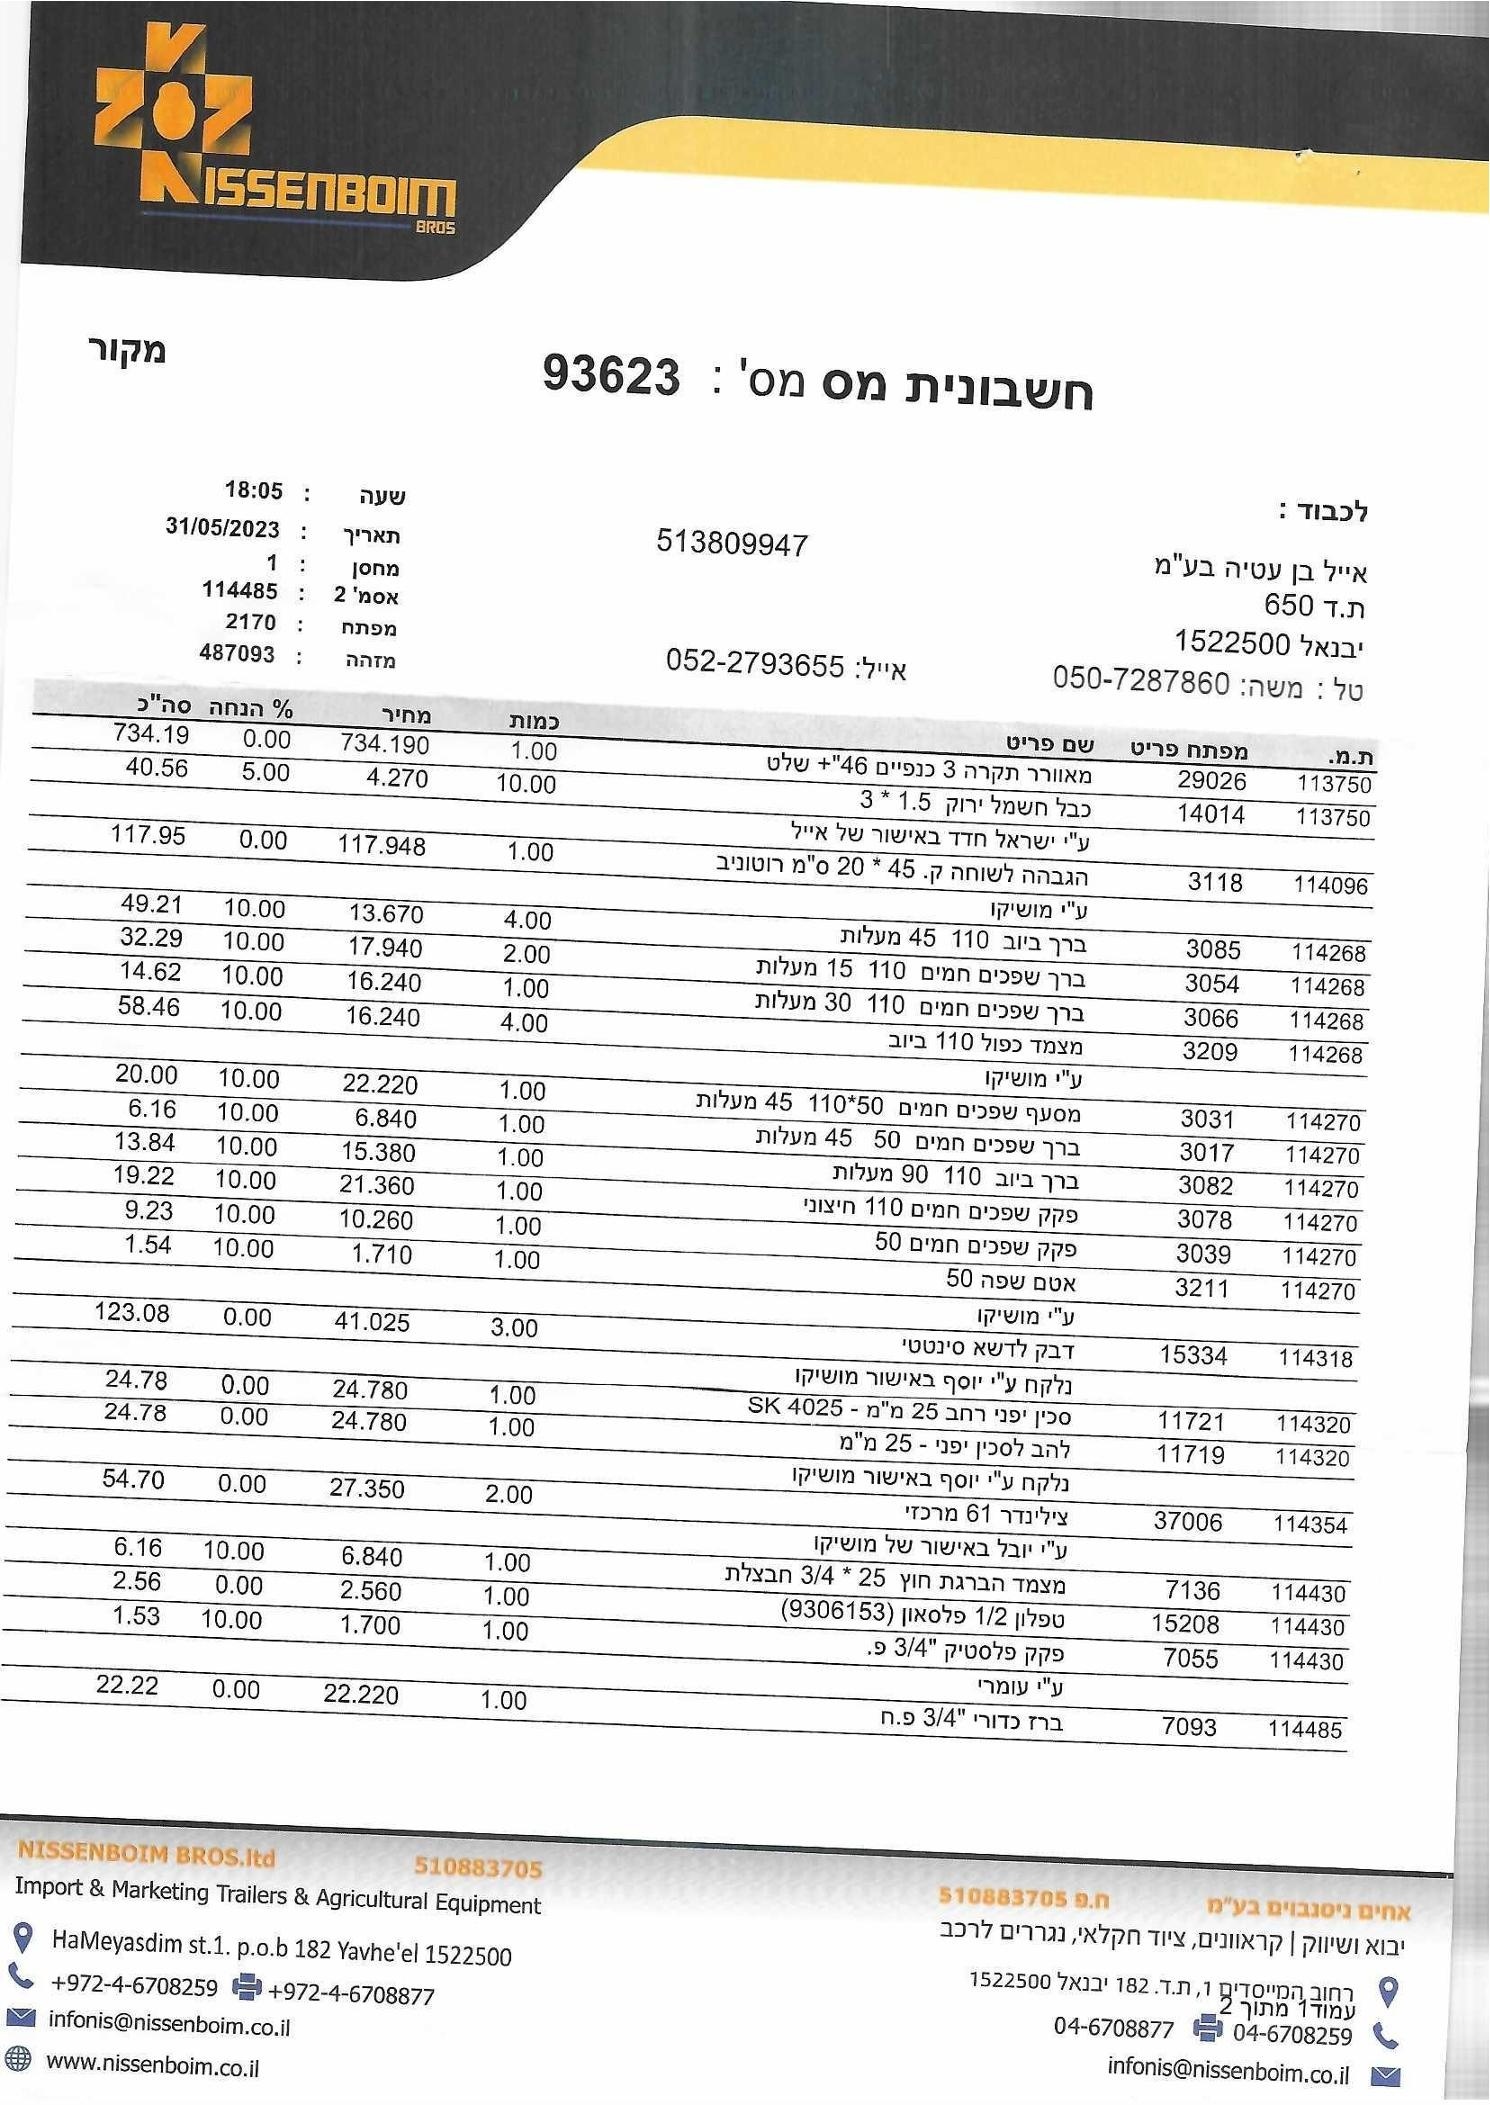 NISSENBOIM
BROS
מקור
חשבונית מס מס' : 93623
לכבוד :
אייל בן עטיה בע"מ
ת.ד 650
יבנאל 1522500
טל : משה: 050-7287860 אייל: 052-2793655
513809947
שעה : 18:05
תאריך : 31/05/2023
מחסן : 1
אסמ' 2 : 114485
מפתח : 2170
מזהה : 487093
ת.מ. מפתח פריט שם פריט כמות מחיר % הנחה סה"כ
113750 29026 מאוורר תקרה 3 כנפיים 46"+ שלט 1.00 734.190 0.00 734.19
113750 14014 כבל חשמל ירוק 1.5 * 3 10.00 4.270 5.00 40.56
ע"י ישראל חדד באישור של אייל
114096 3118 הגבהה לשוחה ק. 45 * 20 ס"מ רוטוניב 1.00 117.948 0.00 117.95
ע"י מושיקו
114268 3085 ברך ביוב 110 45 מעלות 4.00 13.670 10.00 49.21
114268 3054 ברך שפכים חמים 110 15 מעלות 2.00 17.940 10.00 32.29
114268 3066 ברך שפכים חמים 110 30 מעלות 1.00 16.240 10.00 14.62
114268 3209 מצמד כפול 110 ביוב 4.00 16.240 10.00 58.46
ע"י מושיקו
114270 3031 מסעף שפכים חמים 50*110 45 מעלות 1.00 22.220 10.00 20.00
114270 3017 ברך שפכים חמים 50 45 מעלות 1.00 6.840 10.00 6.16
114270 3082 ברך ביוב 110 90 מעלות 1.00 15.380 10.00 13.84
114270 3078 פקק שפכים חמים 110 חיצוני 1.00 21.360 10.00 19.22
114270 3039 פקק שפכים חמים 50 1.00 10.260 10.00 9.23
114270 3211 אטם שפה 50 1.00 1.710 10.00 1.54
ע"י מושיקו
114318 15334 דבק לדשא סינטטי 3.00 41.025 0.00 123.08
נלקח ע"י יוסף באישור מושיקו
114320 11721 סכין יפני רחב 25 מ"מ - SK 4025 1.00 24.780 0.00 24.78
114320 11719 להב לסכין יפני - 25 מ"מ 1.00 24.780 0.00 24.78
נלקח ע"י יוסף באישור מושיקו
114354 37006 צילינדר 61 מרכזי 2.00 27.350 0.00 54.70
ע"י יובל באישור של מושיקו
114430 7136 מצמד הברגת חוץ 25 * 3/4 חבצלת 1.00 6.840 10.00 6.16
114430 15208 טפלון 1/2 פלסאון (9306153) 1.00 2.560 0.00 2.56
114430 7055 פקק פלסטיק "3/4 פ. 1.00 1.700 10.00 1.53
ע"י עומרי
114485 7093 ברז כדורי "3/4 פ.ח 1.00 22.220 0.00 22.22
NISSENBOIM BROS.ltd 510883705
Import & Marketing Trailers & Agricultural Equipment
HaMeyasdim st.1. p.o.b 182 Yavhe'el 1522500
+972-4-6708259 +972-4-6708877
infonis@nissenboim.co.il
www.nissenboim.co.il
אחים ניסנבוים בע"מ ח.פ 510883705
יבוא ושיווק | קראוונים, ציוד חקלאי, נגררים לרכב
רחוב המייסדים 1, ת.ד. 182 יבנאל 1522500
עמוד1 מתוך 2
04-6708259 04-6708877
infonis@nissenboim.co.il